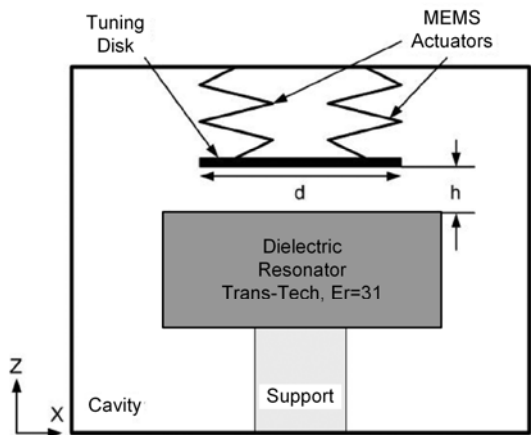 Tuning
Disk
MEMS
Actuators
d
h
Dielectric
Resonator
Trans-Tech, Er=31
Z
X
Cavity
Support